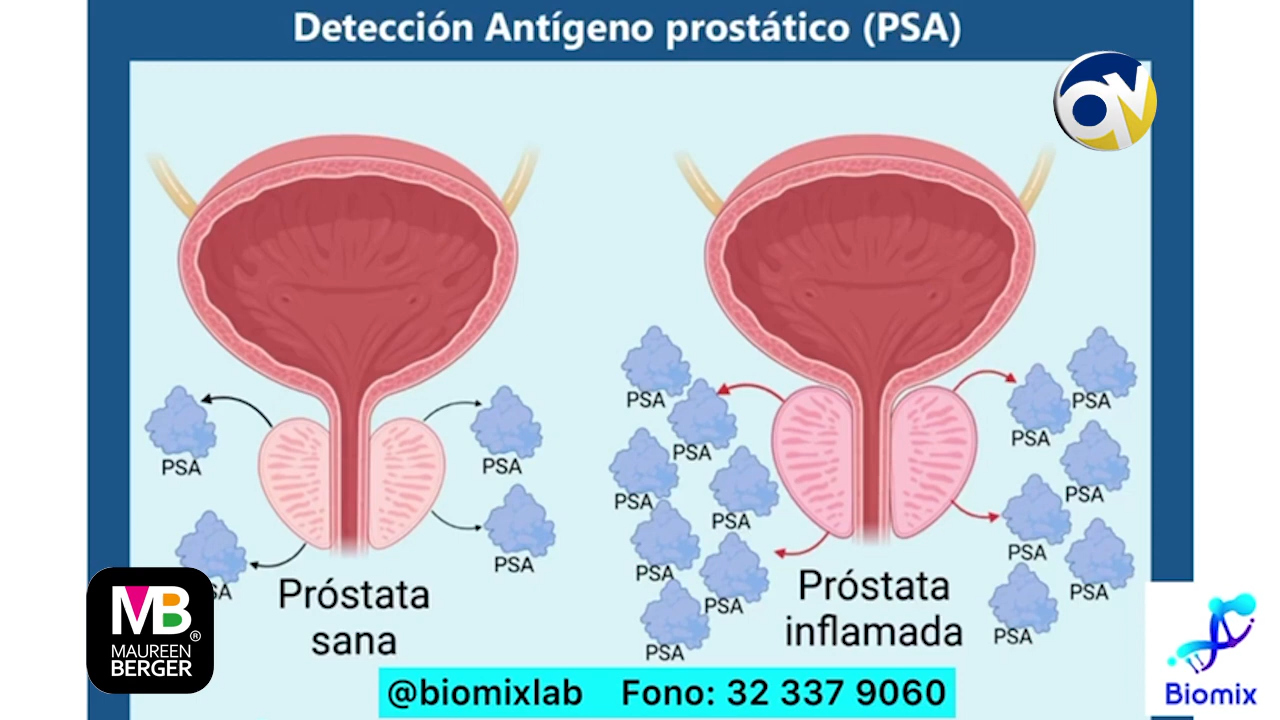 Detección Antígeno prostático (PSA)
PSA
PSA
PSA
PSA
Próstata
sana
PSA
PSA
PSA
PSA
PSA
PSA
PSA
PSA
PSA
PSA
PSA
PSA
PSA
PSA
Próstata
inflamada
MB®
MAUREEN
BERGER
@biomixlab Fono: 32 337 9060
Biomix